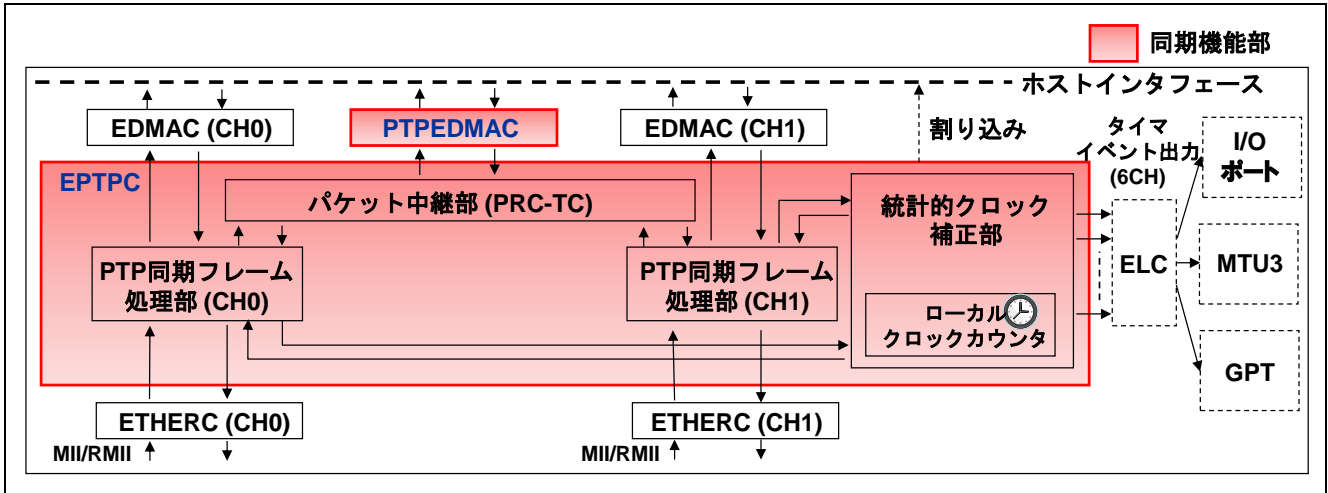 同期機能部
ホストインタフェース
EDMAC (CH0)
PTPEDMAC
EDMAC (CH1)
割り込み
タイマ
イベント出力
(6CH)
I/O
ポート
EPTPC
パケット中継部 (PRC-TC)
統計的クロック
補正部
PTP同期フレーム
処理部 (CH0)
PTP同期フレーム
処理部 (CH1)
ELC
MTU3
ローカル
クロックカウンタ
GPT
ETHERC (CH0)
ETHERC (CH1)
MII/RMII
MII/RMII